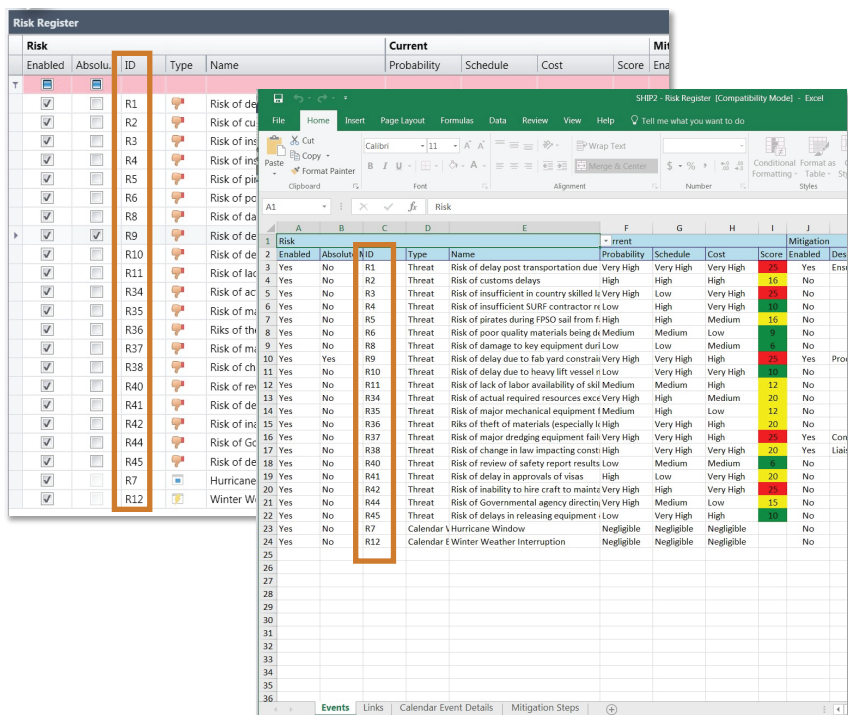 Risk Register
Risk Current Mit
Enabled Absolu. ID Type Name Probability Schedule Cost Score Ena
R1 Risk of de
R2 Risk of cu
R3 Risk of ins
R4 Risk of ins
R5 Risk of pir
R6 Risk of po
R8 Risk of da
R9 Risk of de
R10 Risk of de
R11 Risk of lac
R34 Risk of ac
R35 Risk of ma
R36 Riks of the
R37 Risk of ma
R38 Risk of ch
R40 Risk of rev
R41 Risk of de
R42 Risk of ina
R44 Risk of Go
R45 Risk of de
R7 Hurricane
R12 Winter We
SHIP2 - Risk Register [Compatibility Mode] - Excel
File Home Insert Page Layout Formulas Data Review View Help Tell me what you want to do
Paste Cut Copy Format Painter Calibri 11 B I U Wrap Text Merge & Center $ % Conditional Formatting Format as Table
Clipboard Font Alignment Number Styles
A1 fx Risk
A B C D E F G H I J
1 Risk rrent Mitigation
2 Enabled Absolute M ID Type Name Probability Schedule Cost Score Enabled Des
3 Yes No R1 Threat Risk of delay post transportation due Very High Very High Very High 25 Yes Ensu
4 Yes No R2 Threat Risk of customs delays High High High 16 No
5 Yes No R3 Threat Risk of insufficient in country skilled la Very High Low Very High 25 No
6 Yes No R4 Threat Risk of insufficient SURF contractor re Low High Very High 10 No
7 Yes No R5 Threat Risk of pirates during FPSO sail from fa High High Medium 16 No
8 Yes No R6 Threat Risk of poor quality materials being de Medium Medium Low 9 No
9 Yes No R8 Threat Risk of damage to key equipment duri Low Low Medium 6 No
10 Yes Yes R9 Threat Risk of delay due to fab yard constrain Very High Very High High 25 Yes Proc
11 Yes No R10 Threat Risk of delay due to heavy lift vessel n Low Very High Very High 10 No
12 Yes No R11 Threat Risk of lack of labor availability of skil Medium Medium High 12 No
13 Yes No R34 Threat Risk of actual required resources exce Very High High Medium 20 No
14 Yes No R35 Threat Risk of major mechanical equipment f Medium High Low 12 No
15 Yes No R36 Threat Riks of theft of materials (especially lo High Very High High 20 No
16 Yes No R37 Threat Risk of major dredging equipment fail Very High Very High High 25 Yes Con
17 Yes No R38 Threat Risk of change in law impacting const High Very High Very High 20 Yes Liais
18 Yes No R40 Threat Risk of review of safety report results Low Medium Medium 6 No
19 Yes No R41 Threat Risk of delay in approvals of visas High Low Very High 20 No
20 Yes No R42 Threat Risk of inability to hire craft to mainta Very High High Very High 25 No
21 Yes No R44 Threat Risk of Governmental agency directing Very High Medium Low 15 No
22 Yes No R45 Threat Risk of delays in releasing equipment Low Very High High 10 No
23 Yes No R7 Calendar V Hurricane Window Negligible Negligible Negligible No
24 Yes No R12 Calendar E Winter Weather Interruption Negligible Negligible Negligible No
25
26
27
28
29
30
31
32
33
34
35
36
Events Links Calendar Event Details Mitigation Steps